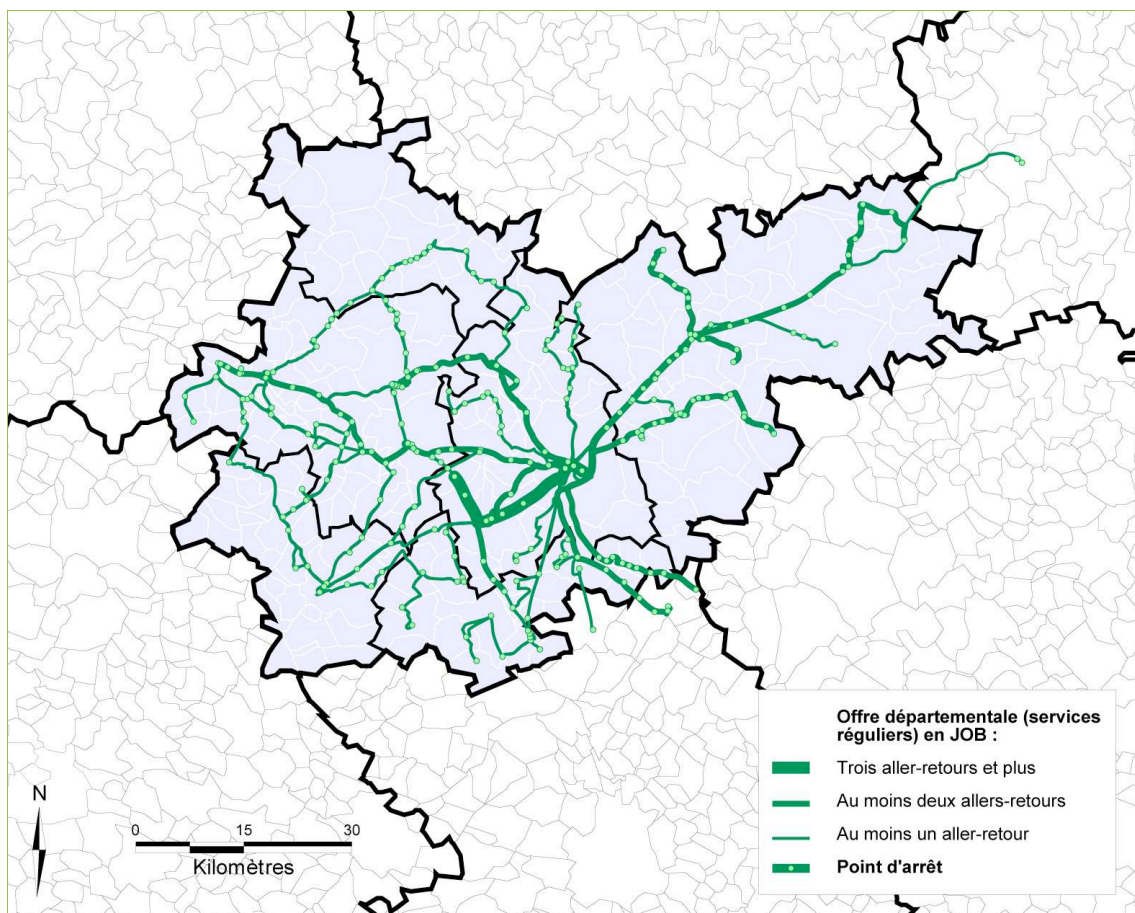 Offre départementale (services
réguliers) en JOB :
Trois aller-retours et plus
Au moins deux allers-retours
Au moins un aller-retour
Point d'arrêt
N
0 15 30
Kilomètres